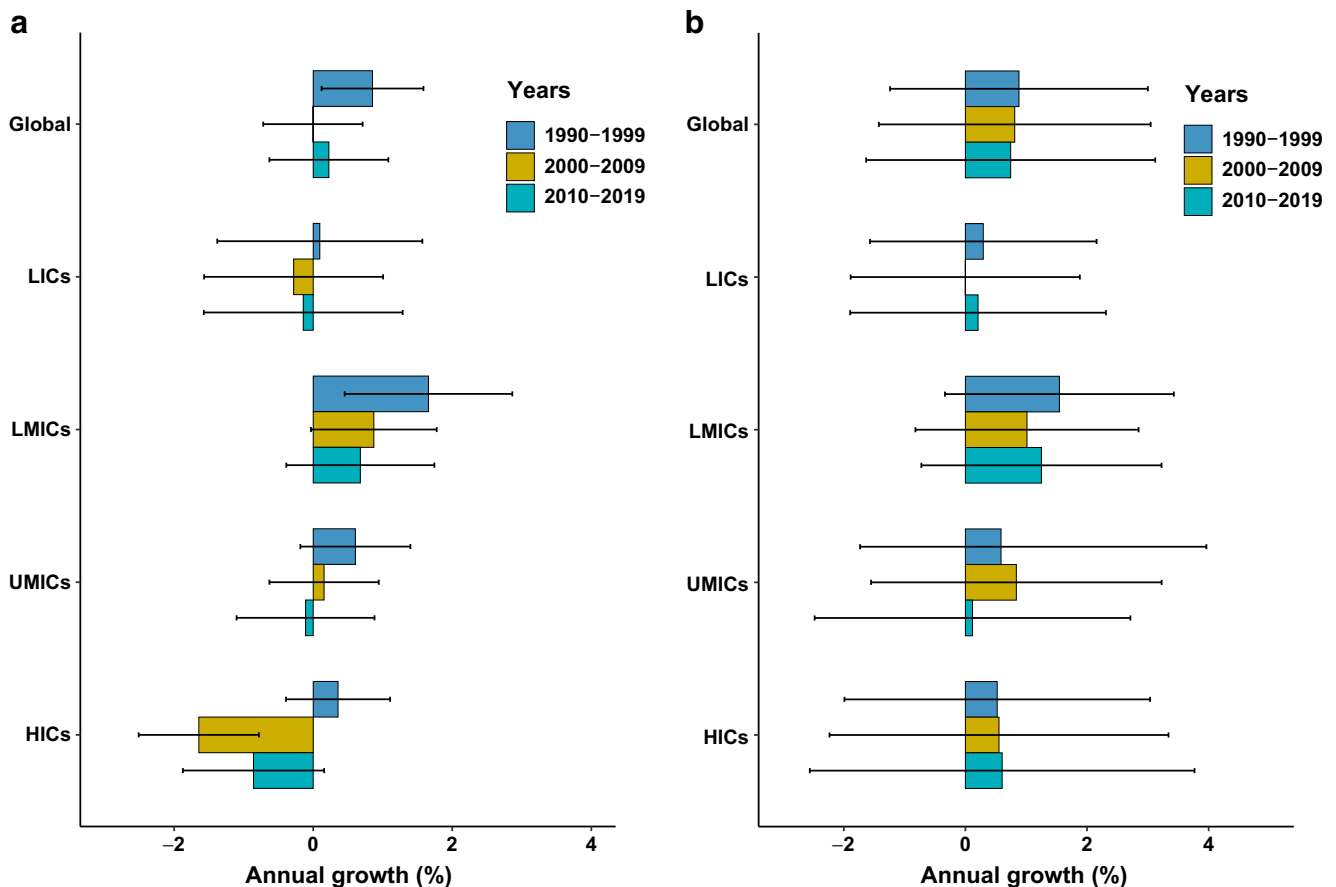 a
Global
LICs
LMICs
UMICs
HICs
Years
1990−1999
2000−2009
2010−2019
−2
0
2
4
Annual growth (%)
b
Global
LICs
LMICs
UMICs
HICs
Years
1990−1999
2000−2009
2010−2019
−2
0
2
4
Annual growth (%)